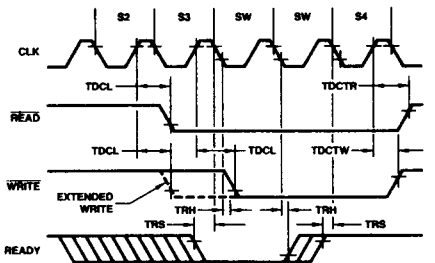 S2 S3 SW SW S4
CLK
TDCL TDCTR
READ
TDCL TDCL TDCTW
WRITE
EXTENDED
WRITE
TRH TRH
TRS TRS
READY